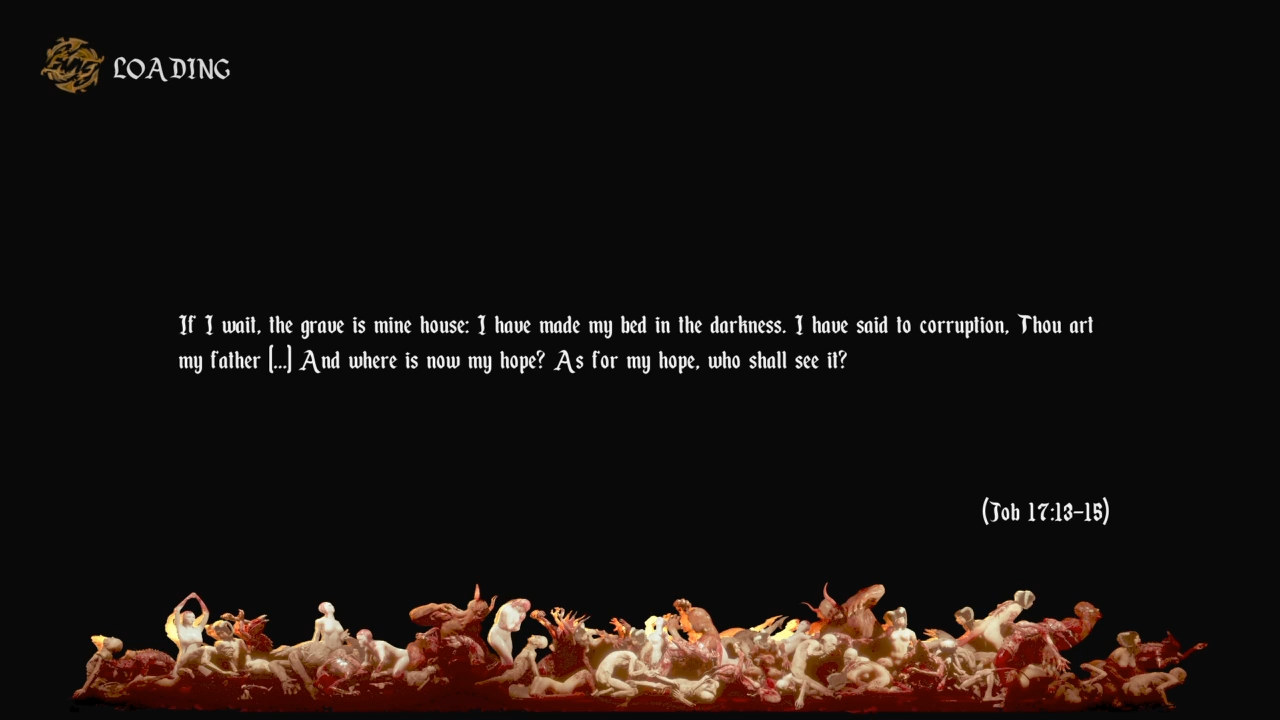 LOADING
If I wait, the grave is mine house: I have made my bed in the darkness. I have said to corruption, Thou art
my father [...] And where is now my hope? As for my hope, who shall see it?
(Job 17:13-15)